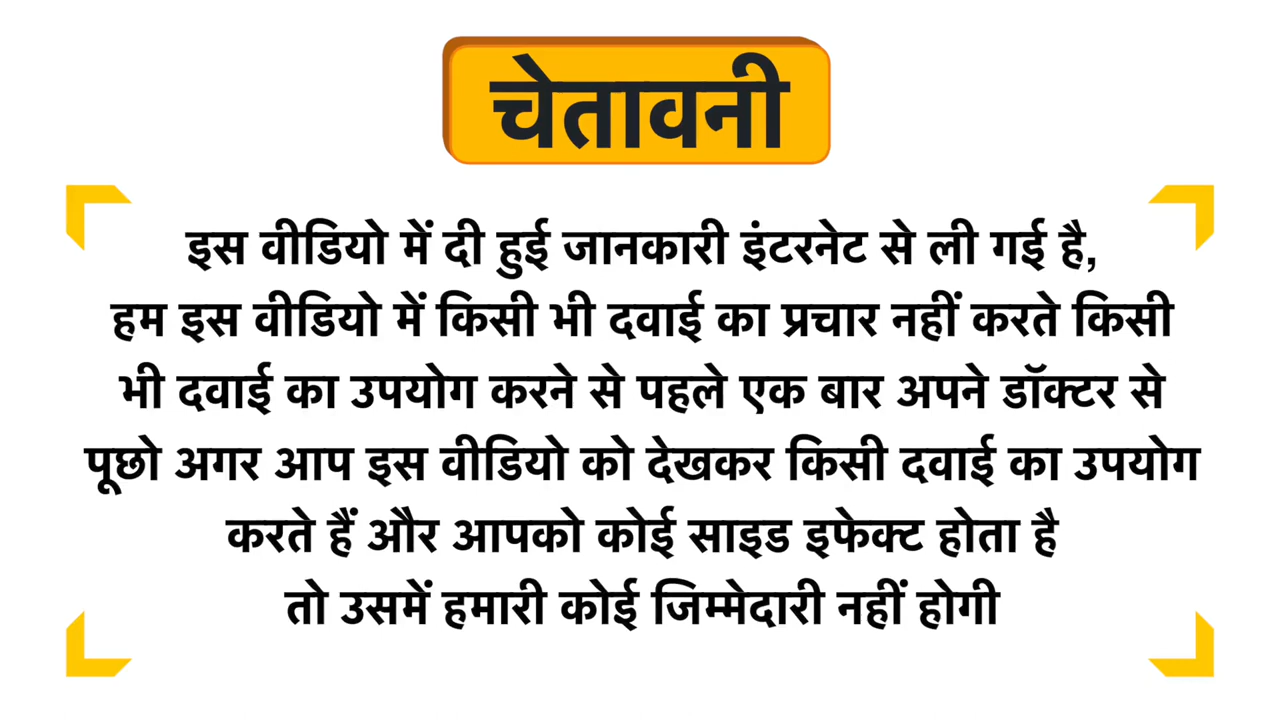 चेतावनी
इस वीडियो में दी हुई जानकारी इंटरनेट से ली गई है,
हम इस वीडियो में किसी भी दवाई का प्रचार नहीं करते किसी
भी दवाई का उपयोग करने से पहले एक बार अपने डॉक्टर से
पूछो अगर आप इस वीडियो को देखकर किसी दवाई का उपयोग
करते हैं और आपको कोई साइड इफेक्ट होता है
तो उसमें हमारी कोई जिम्मेदारी नहीं होगी